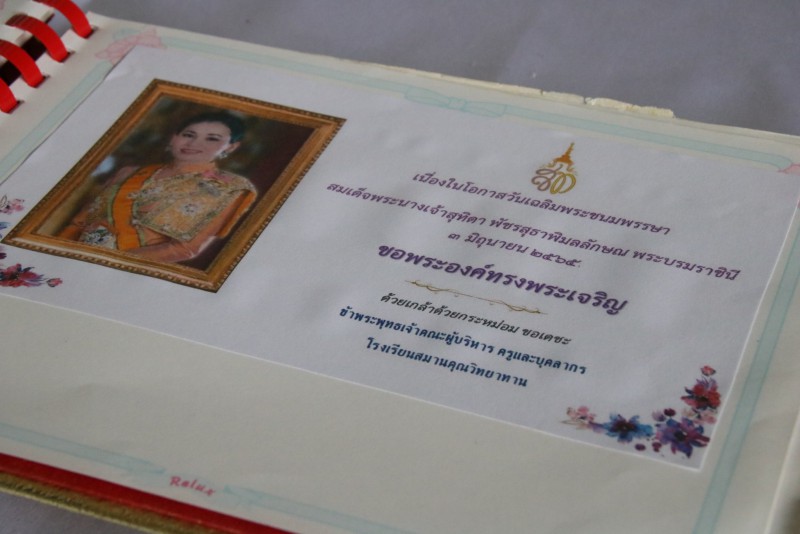 เนื่องในโอกาสวันเฉลิมพระชนมพรรษา
สมเด็จพระนางเจ้าสุทิดา พัชรสุธาพิมลลักษณ พระบรมราชินี
๓ มิถุนายน ๒๕๖๕
ขอพระองค์ทรงพระเจริญ
ด้วยเกล้าด้วยกระหม่อม ขอเดชะ
ข้าพระพุทธเจ้าคณะผู้บริหาร ครูและบุคลากร
โรงเรียนสมานคุณวิทยาทาน
Relax